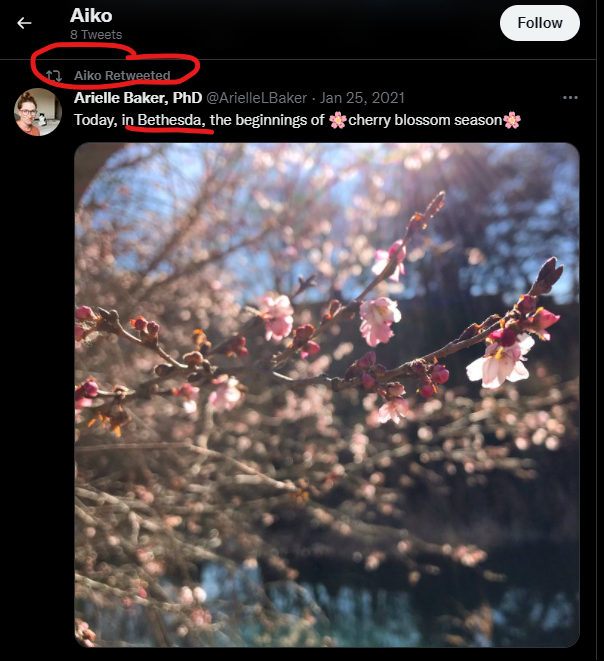 Aiko
8 Tweets
Follow
Aiko Retweeted
Arielle Baker, PhD @ArielleLBaker · Jan 25, 2021
Today, in Bethesda, the beginnings of 🌸cherry blossom season🌸